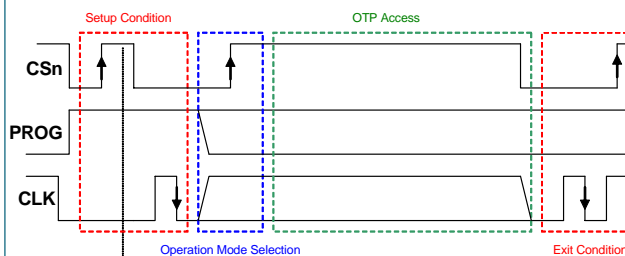 Setup Condition
OTP Access
CSn
PROG
CLK
Operation Mode Selection
Exit Condition